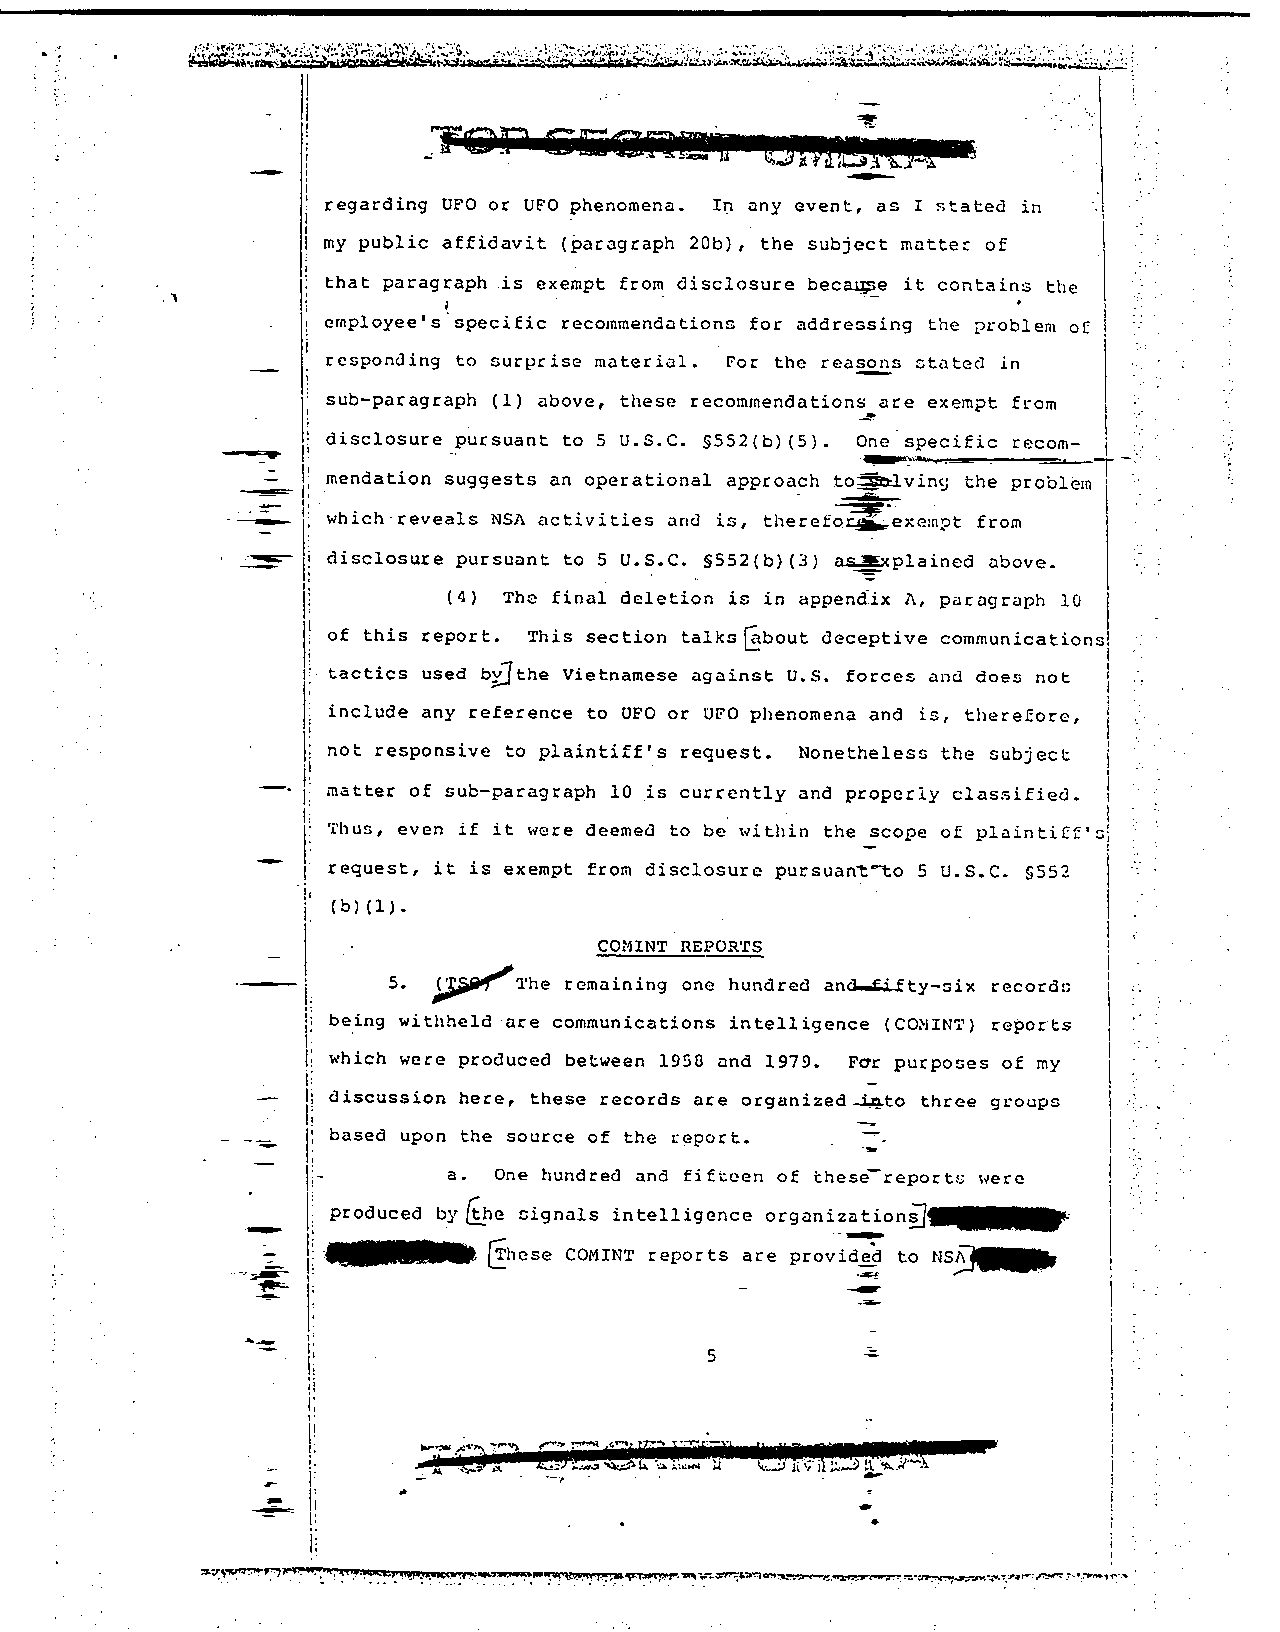 TOP SECRET UMBRA
regarding UFO or UFO phenomena. In any event, as I stated in
my public affidavit (paragraph 20b), the subject matter of
that paragraph is exempt from disclosure because it contains the
employee's specific recommendations for addressing the problem of
responding to surprise material. For the reasons stated in
sub-paragraph (1) above, these recommendations are exempt from
disclosure pursuant to 5 U.S.C. §552(b)(5). One specific recom-
mendation suggests an operational approach to solving the problem
which reveals NSA activities and is, therefore exempt from
disclosure pursuant to 5 U.S.C. §552(b)(3) as explained above.
(4) The final deletion is in appendix A, paragraph 10
of this report. This section talks [about deceptive communications
tactics used by] the Vietnamese against U.S. forces and does not
include any reference to UFO or UFO phenomena and is, therefore,
not responsive to plaintiff's request. Nonetheless the subject
matter of sub-paragraph 10 is currently and properly classified.
Thus, even if it were deemed to be within the scope of plaintiff's
request, it is exempt from disclosure pursuant to 5 U.S.C. §552
(b)(1).
COMINT REPORTS
5. (TSC) The remaining one hundred and fifty-six records
being withheld are communications intelligence (COMINT) reports
which were produced between 1958 and 1979. For purposes of my
discussion here, these records are organized into three groups
based upon the source of the report.
a. One hundred and fifteen of these reports were
produced by [the signals intelligence organizations]
[These COMINT reports are provided to NSA]
5
TOP SECRET UMBRA